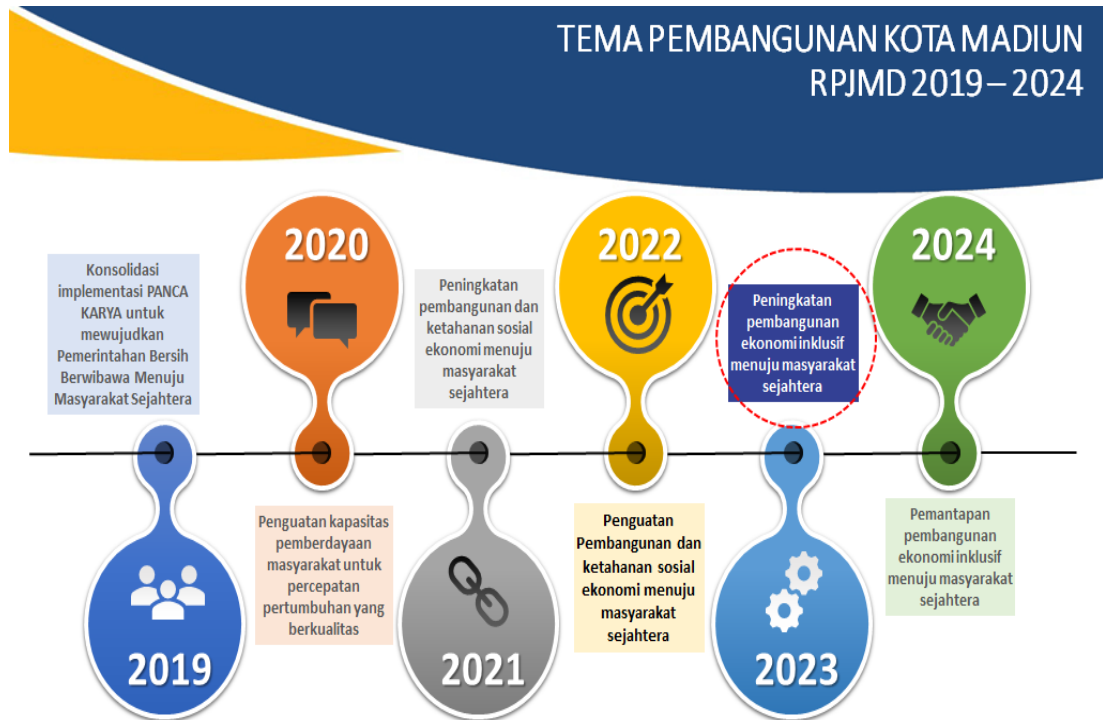 TEMA PEMBANGUNAN KOTA MADIUN
RPJMD 2019 – 2024
Konsolidasi
implementasi PANCA
KARYA untuk
mewujudkan
Pemerintahan Bersih
Berwibawa Menuju
Masyarakat Sejahtera
2019
2020
Penguatan kapasitas
pemberdayaan
masyarakat untuk
percepatan
pertumbuhan yang
berkualitas
Peningkatan
pembangunan dan
ketahanan sosial
ekonomi menuju
masyarakat
sejahtera
2021
2022
Penguatan
Pembangunan dan
ketahanan sosial
ekonomi menuju
masyarakat
sejahtera
Peningkatan
pembangunan
ekonomi inklusif
menuju masyarakat
sejahtera
2023
2024
Pemantapan
pembangunan
ekonomi inklusif
menuju masyarakat
sejahtera